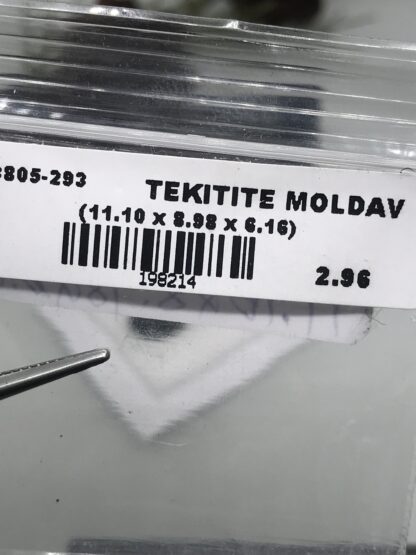 805-293 TEKITITE MOLDAV
(11.10 x 8.98 x 6.16)
198214 2.96